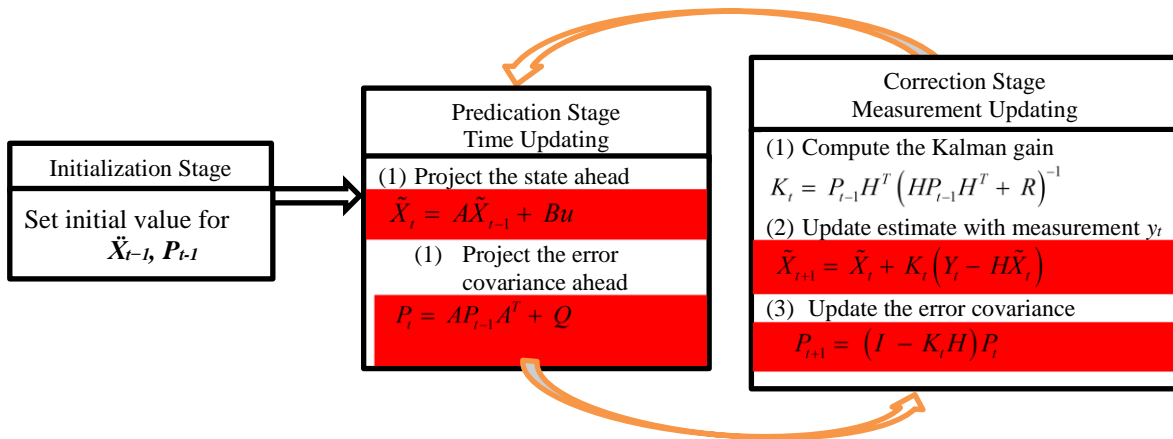 Initialization Stage
Set initial value for
Ẍt−1, Pt-1
Predication Stage
Time Updating
(1) Project the state ahead
X̃t = AX̃t−1 + Bu
(1) Project the error
covariance ahead
Pt = APt−1A^T + Q
Correction Stage
Measurement Updating
(1) Compute the Kalman gain
Kt = Pt−1H^T (HPt−1H^T + R)^−1
(2) Update estimate with measurement yt
X̃t+1 = X̃t + Kt (Yt − HX̃t)
(3) Update the error covariance
Pt+1 = (I − KtH)Pt